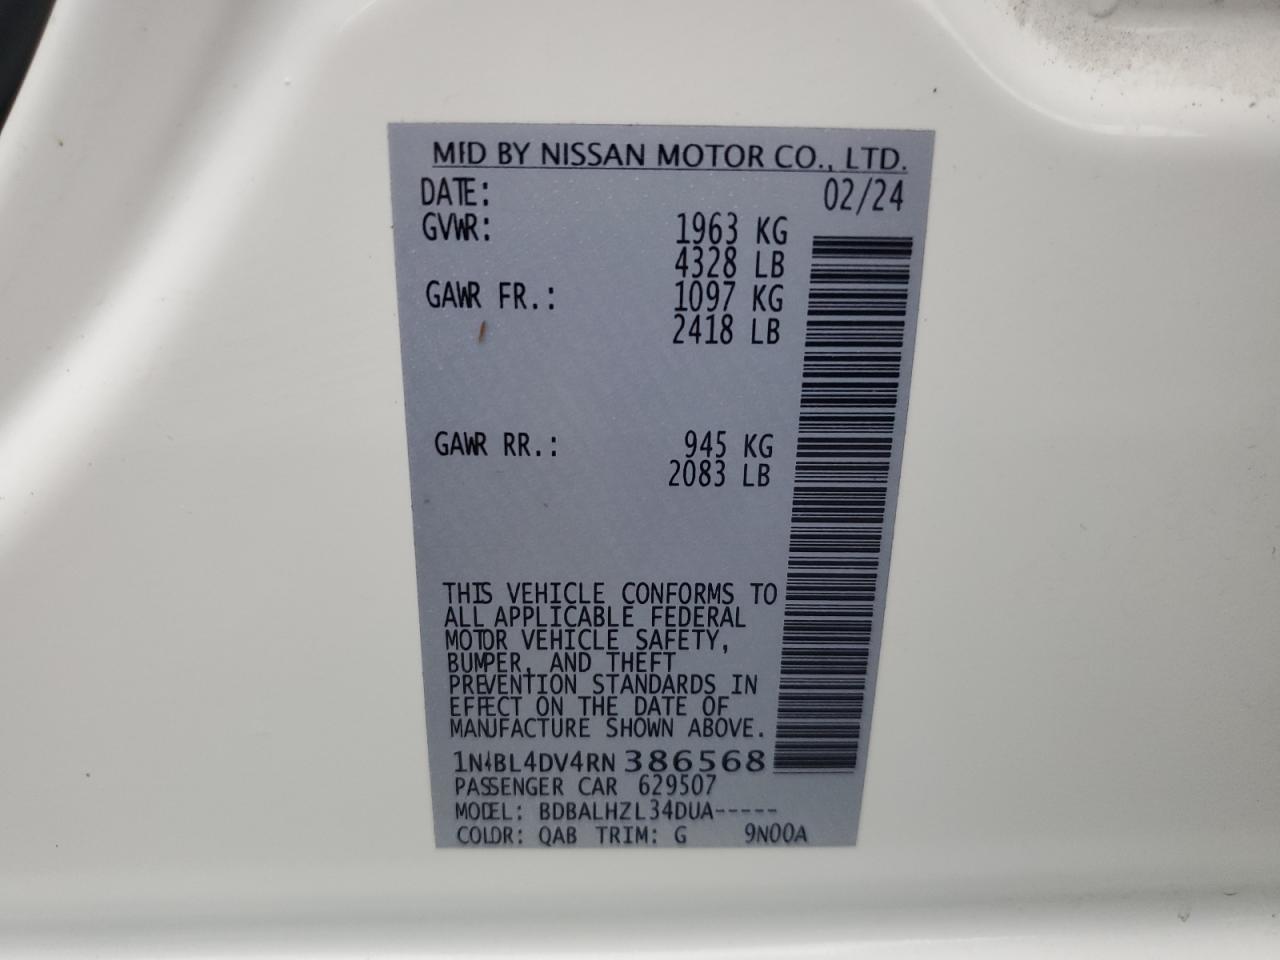 MFD BY NISSAN MOTOR CO., LTD.
DATE: 02/24
GVWR: 1963 KG
4328 LB
GAWR FR.: 1097 KG
2418 LB
GAWR RR.: 945 KG
2083 LB
THIS VEHICLE CONFORMS TO
ALL APPLICABLE FEDERAL
MOTOR VEHICLE SAFETY,
BUMPER, AND THEFT
PREVENTION STANDARDS IN
EFFECT ON THE DATE OF
MANUFACTURE SHOWN ABOVE.
1N4BL4DV4RN386568
PASSENGER CAR 629507
MODEL: BDBALHZL34DUA-----
COLOR: QAB TRIM: G 9N00A